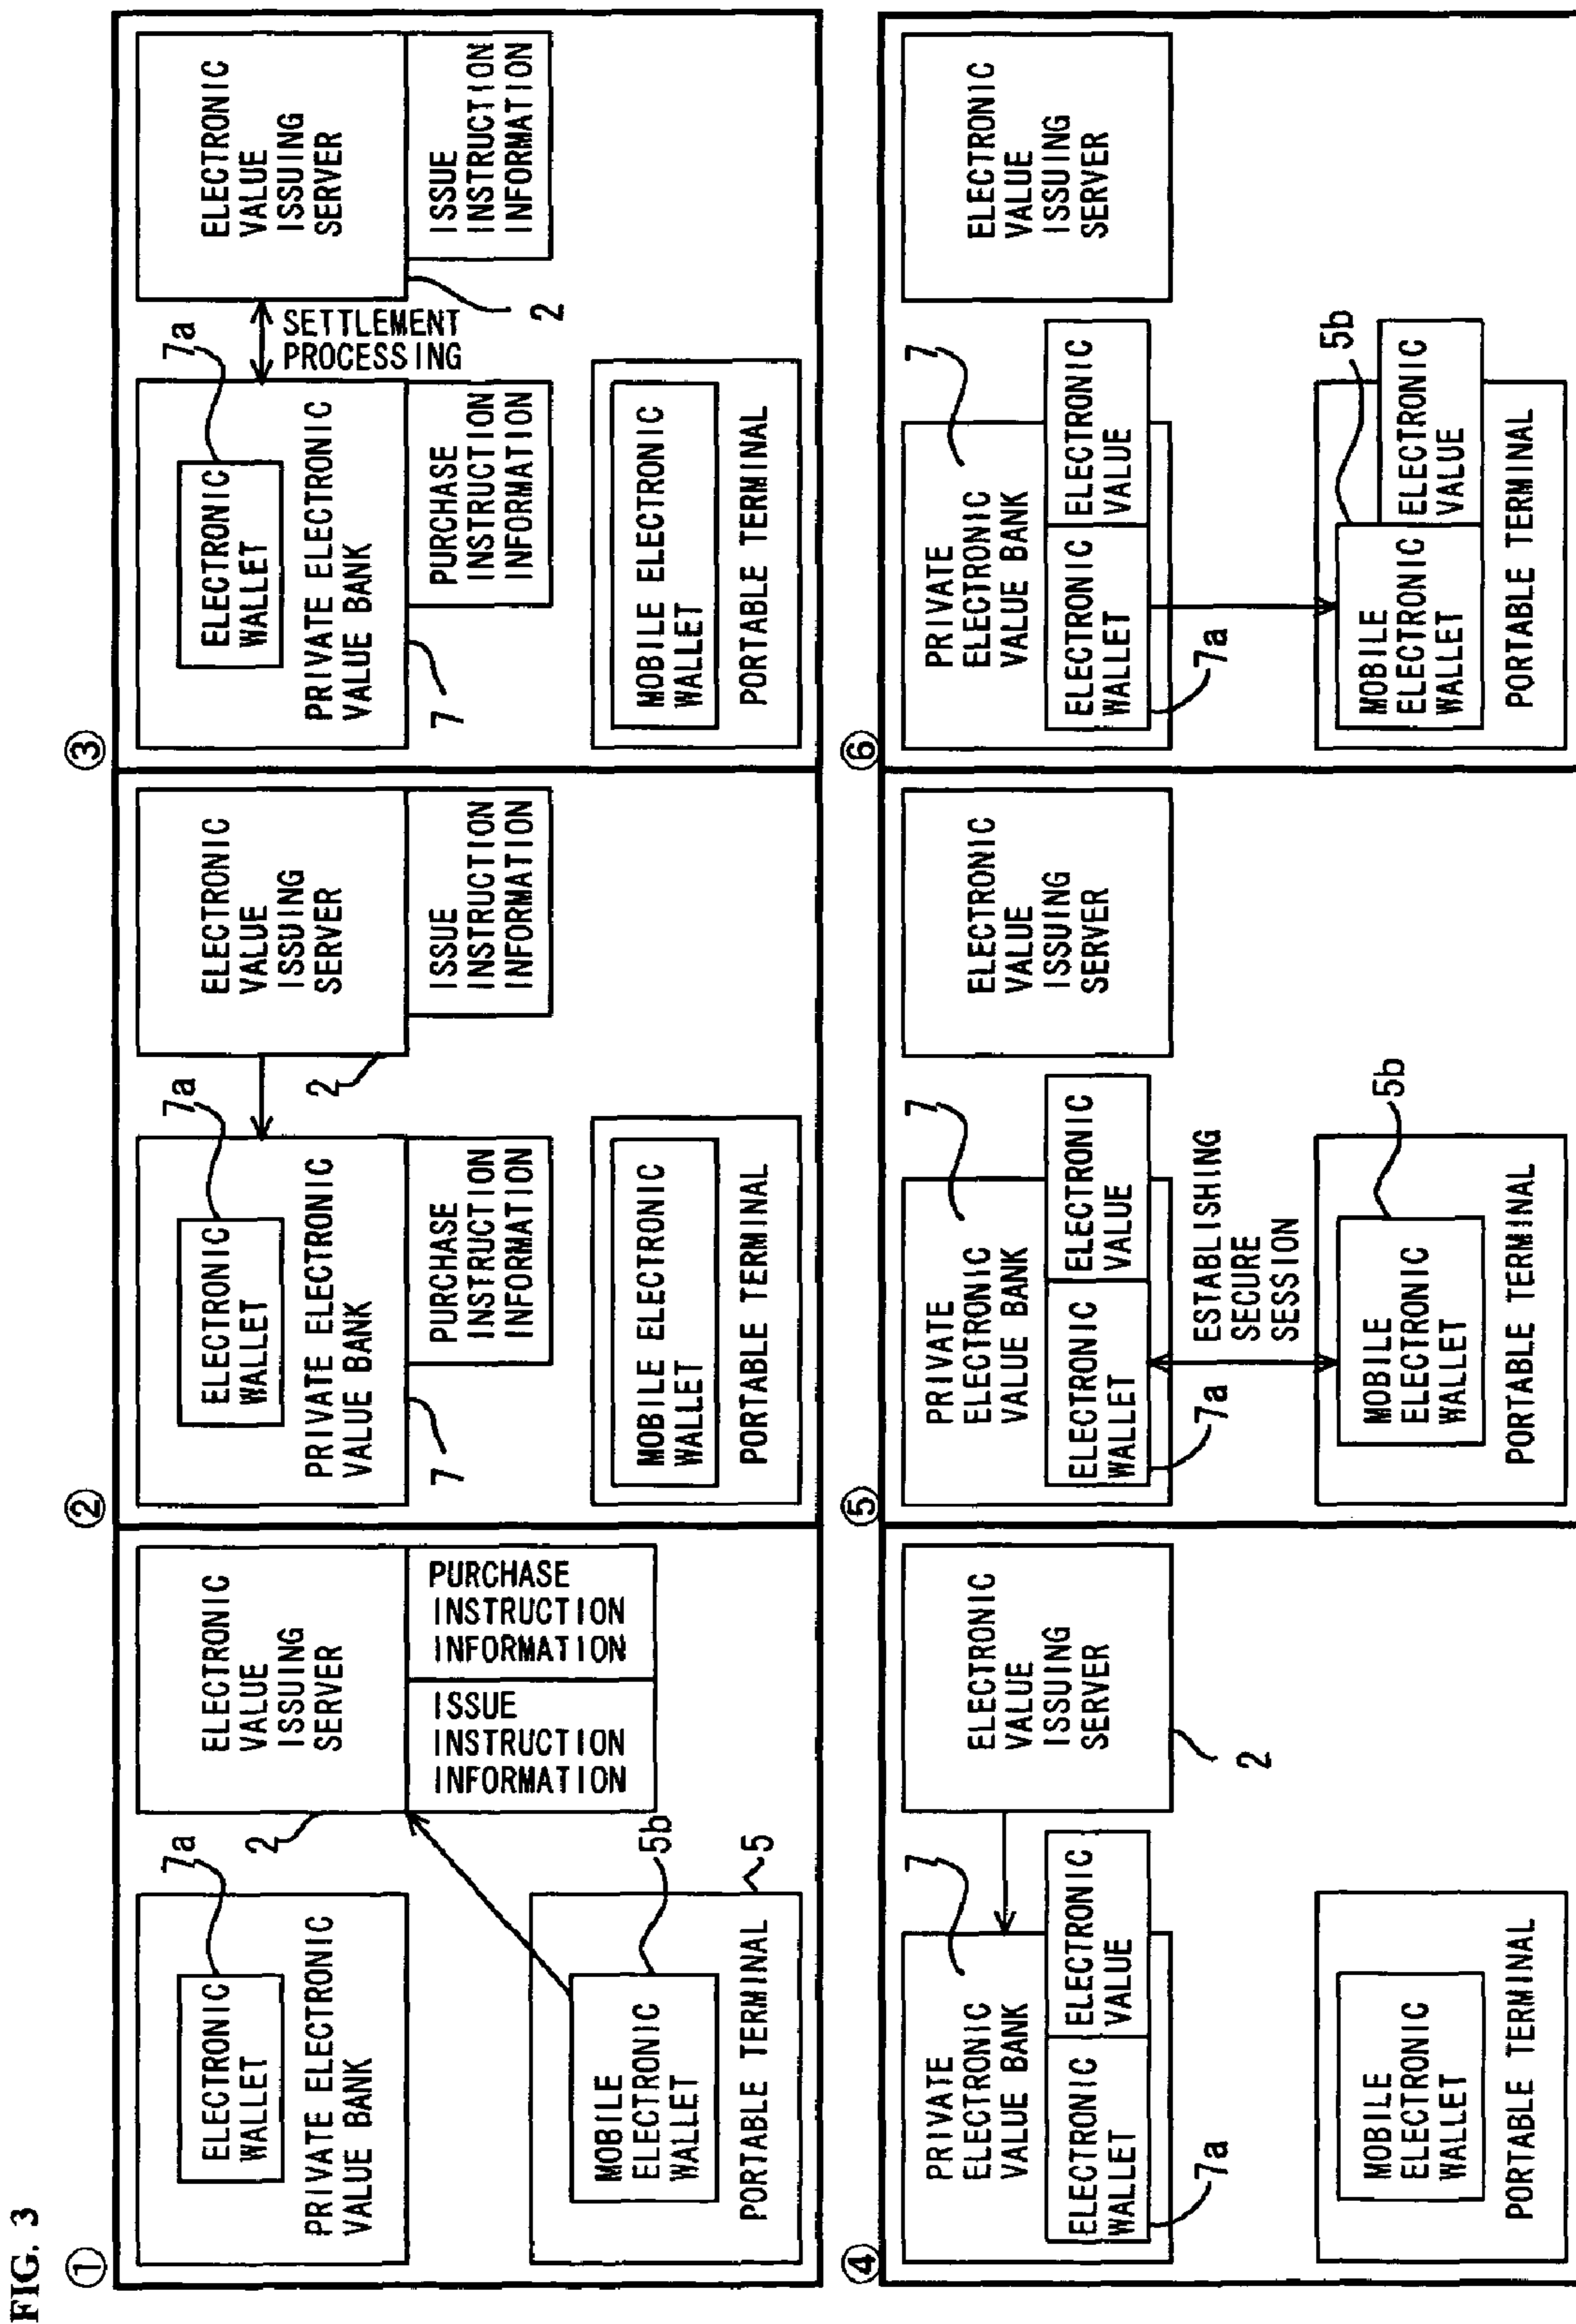 FIG. 3
①
ELECTRONIC
WALLET
7a
PRIVATE ELECTRONIC
VALUE BANK
2
ELECTRONIC
VALUE
ISSUING
SERVER
ISSUE
INSTRUCTION
INFORMATION
PURCHASE
INSTRUCTION
INFORMATION
MOBILE
ELECTRONIC
WALLET
5b
5
PORTABLE TERMINAL
②
ELECTRONIC
WALLET
7a
PRIVATE ELECTRONIC
VALUE BANK
7
PURCHASE
INSTRUCTION
INFORMATION
2
ELECTRONIC
VALUE
ISSUING
SERVER
ISSUE
INSTRUCTION
INFORMATION
MOBILE ELECTRONIC
WALLET
PORTABLE TERMINAL
③
ELECTRONIC
WALLET
7a
PRIVATE ELECTRONIC
VALUE BANK
7
PURCHASE
INSTRUCTION
INFORMATION
SETTLEMENT
PROCESSING
ELECTRONIC
VALUE
ISSUING
SERVER
2
ISSUE
INSTRUCTION
INFORMATION
MOBILE ELECTRONIC
WALLET
PORTABLE TERMINAL
④
PRIVATE
ELECTRONIC
VALUE BANK
7
ELECTRONIC
WALLET
ELECTRONIC
VALUE
7a
ELECTRONIC
VALUE
ISSUING
SERVER
2
MOBILE
ELECTRONIC
WALLET
PORTABLE TERMINAL
⑤
PRIVATE
ELECTRONIC
VALUE BANK
7
ELECTRONIC
WALLET
ELECTRONIC
VALUE
7a
ESTABLISHING
SECURE
SESSION
ELECTRONIC
VALUE
ISSUING
SERVER
MOBILE
ELECTRONIC
WALLET
5b
PORTABLE TERMINAL
⑥
PRIVATE
ELECTRONIC
VALUE BANK
7
ELECTRONIC
WALLET
ELECTRONIC
VALUE
7a
ELECTRONIC
VALUE
ISSUING
SERVER
MOBILE
ELECTRONIC
WALLET
5b
ELECTRONIC
VALUE
PORTABLE TERMINAL